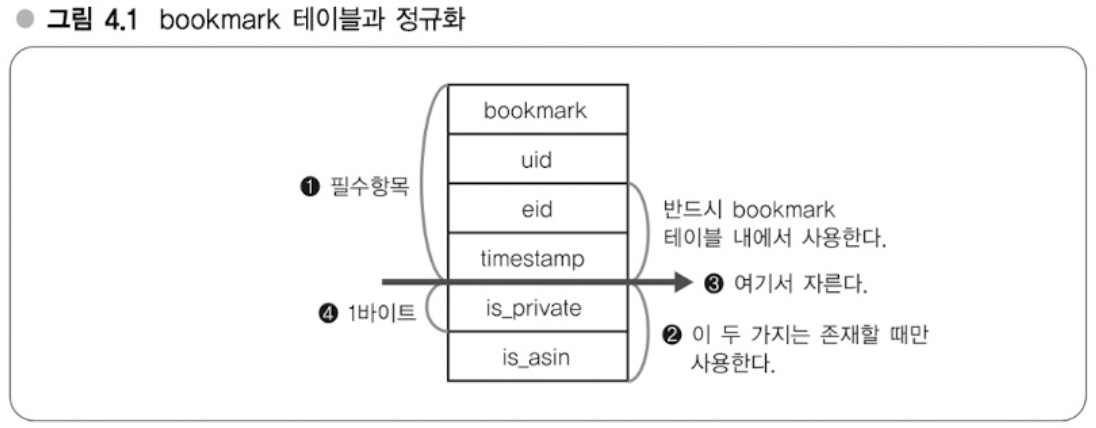 ● 그림 4.1 bookmark 테이블과 정규화
bookmark
uid
❶ 필수항목
eid
반드시 bookmark
테이블 내에서 사용한다.
timestamp
❸ 여기서 자른다.
❹ 1바이트
is_private
❷ 이 두 가지는 존재할 때만
사용한다.
is_asin